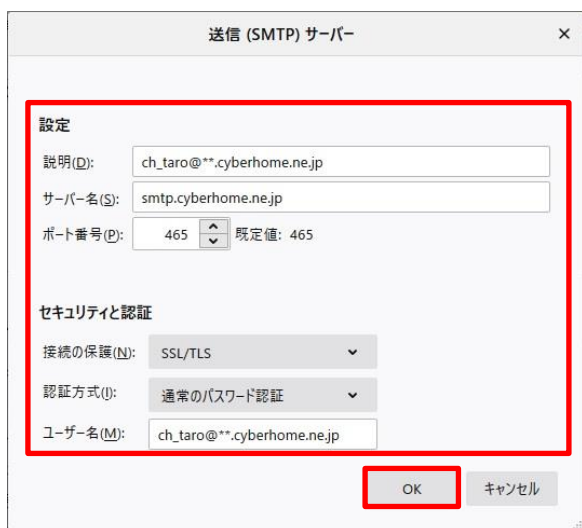 送信 (SMTP) サーバー ×
設定
説明(D): ch_taro@**.cyberhome.ne.jp
サーバー名(S): smtp.cyberhome.ne.jp
ポート番号(P): 465 既定値: 465
セキュリティと認証
接続の保護(N): SSL/TLS
認証方式(I): 通常のパスワード認証
ユーザー名(M): ch_taro@**.cyberhome.ne.jp
OK キャンセル